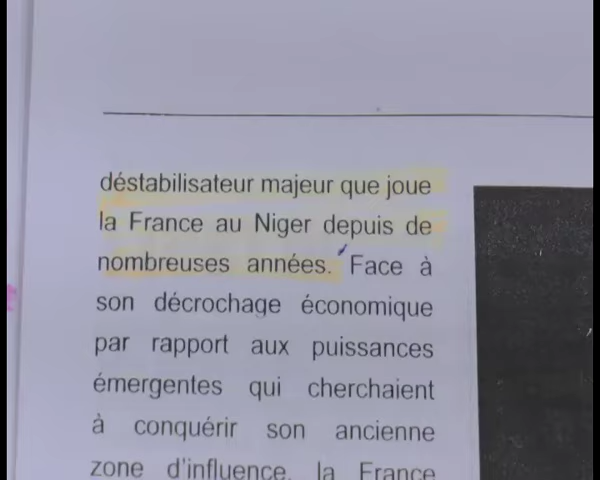 déstabilisateur majeur que joue
la France au Niger depuis de
nombreuses années. Face à
son décrochage économique
par rapport aux puissances
émergentes qui cherchaient
à conquérir son ancienne
zone d'influence, la France